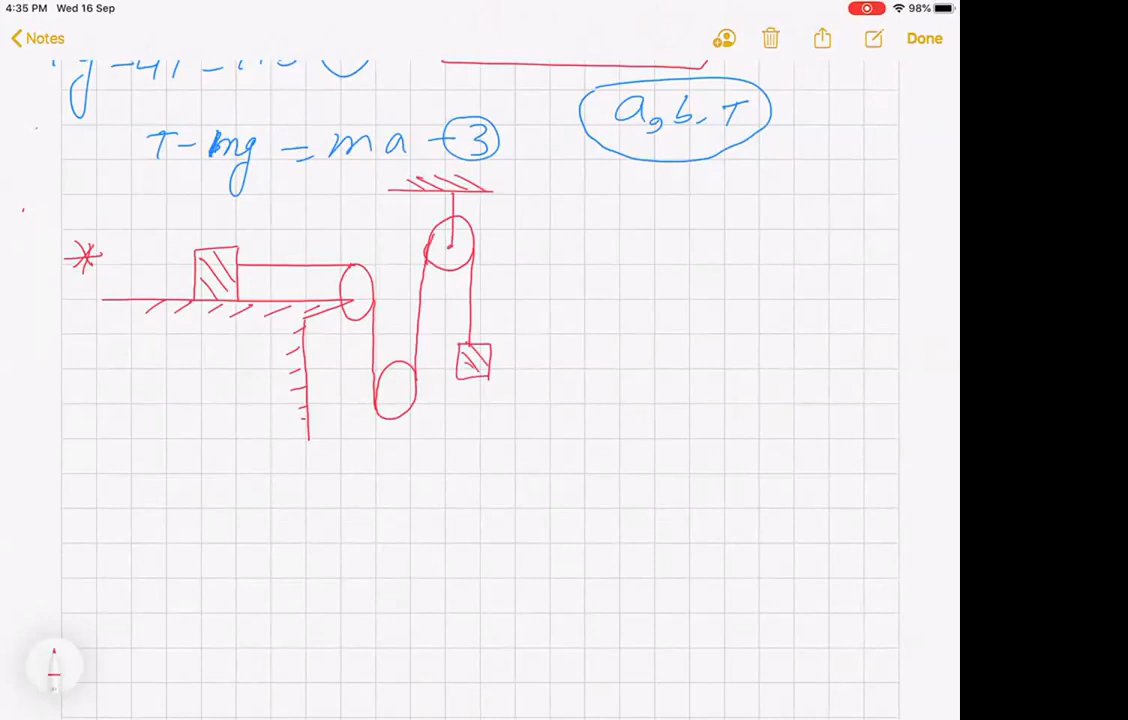 4:35 PM Wed 16 Sep
98%
Notes
Done
a, b, T
T - mg = ma - 3
*